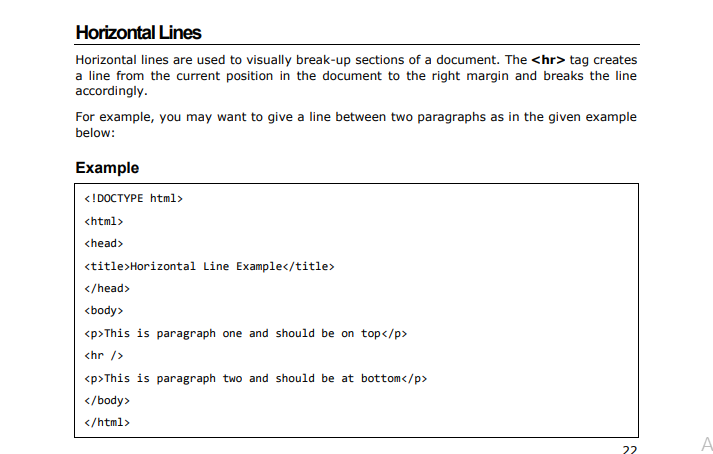 Horizontal Lines
Horizontal lines are used to visually break-up sections of a document. The <hr> tag creates
a line from the current position in the document to the right margin and breaks the line
accordingly.
For example, you may want to give a line between two paragraphs as in the given example
below:
Example
<!DOCTYPE html>
<html>
<head>
<title>Horizontal Line Example</title>
</head>
<body>
<p>This is paragraph one and should be on top</p>
<hr />
<p>This is paragraph two and should be at bottom</p>
</body>
</html>
22
A